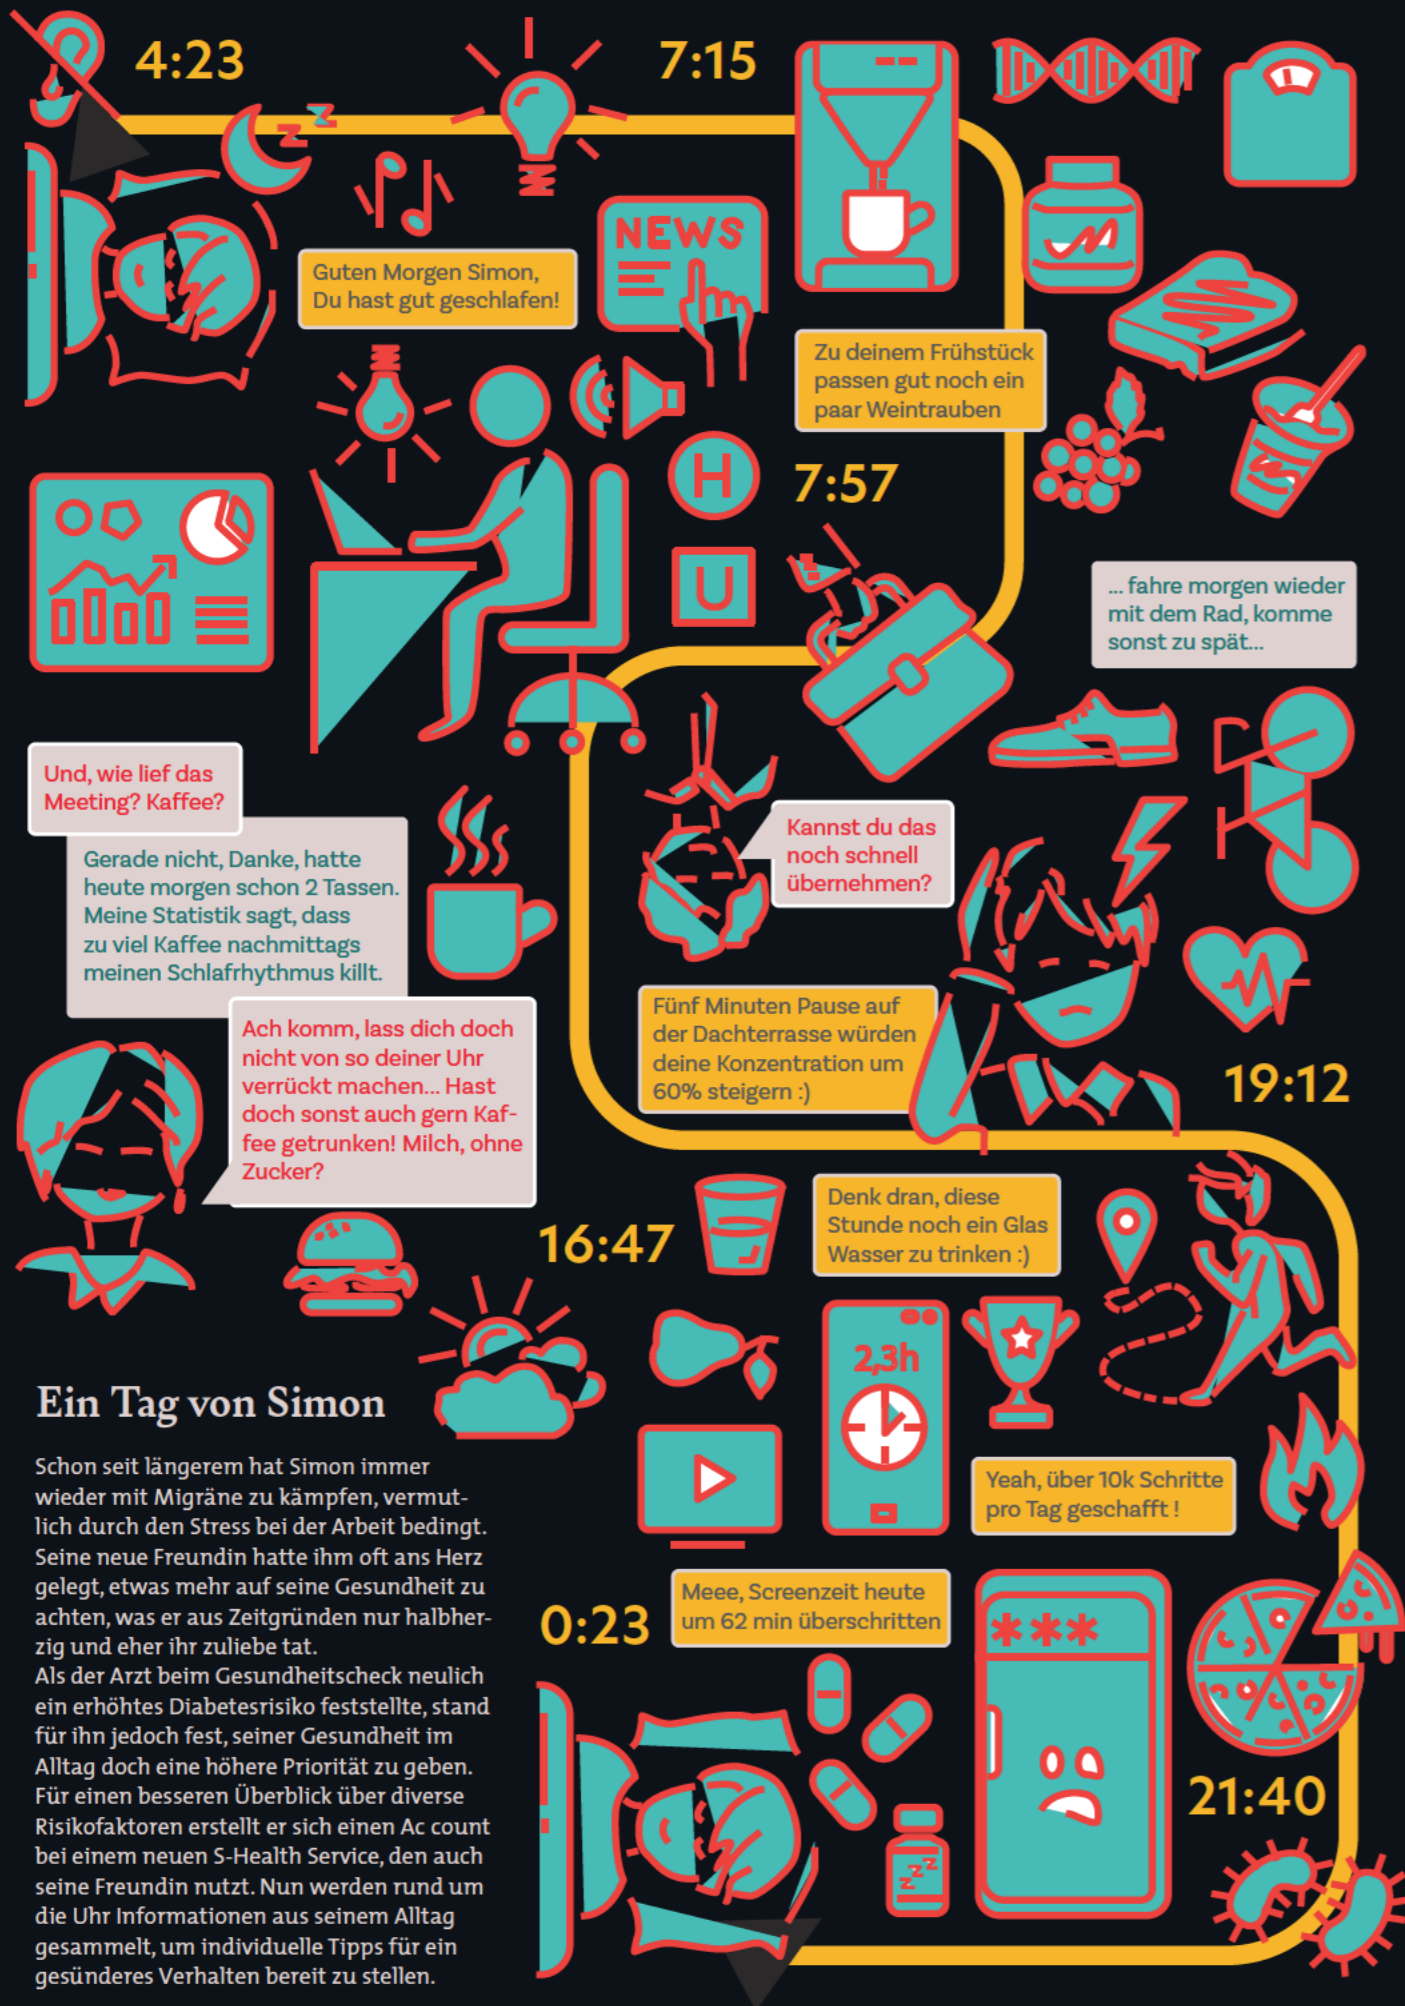 4:23
7:15
NEWS
Guten Morgen Simon,
Du hast gut geschlafen!
Zu deinem Frühstück
passen gut noch ein
paar Weintrauben
7:57
H
U
... fahre morgen wieder
mit dem Rad, komme
sonst zu spät...
Und, wie lief das
Meeting? Kaffee?
Gerade nicht, Danke, hatte
heute morgen schon 2 Tassen.
Meine Statistik sagt, dass
zu viel Kaffee nachmittags
meinen Schlafrhythmus killt.
Ach komm, lass dich doch
nicht von so deiner Uhr
verrückt machen... Hast
doch sonst auch gern Kaf-
fee getrunken! Milch, ohne
Zucker?
Kannst du das
noch schnell
übernehmen?
Fünf Minuten Pause auf
der Dachterrasse würden
deine Konzentration um
60% steigern :)
19:12
16:47
Denk dran, diese
Stunde noch ein Glas
Wasser zu trinken :)
2,3h
Yeah, über 10k Schritte
pro Tag geschafft !
0:23
Meee, Screenzeit heute
um 62 min überschritten
***
21:40
z z z
Ein Tag von Simon
Schon seit längerem hat Simon immer
wieder mit Migräne zu kämpfen, vermut-
lich durch den Stress bei der Arbeit bedingt.
Seine neue Freundin hatte ihm oft ans Herz
gelegt, etwas mehr auf seine Gesundheit zu
achten, was er aus Zeitgründen nur halbher-
zig und eher ihr zuliebe tat.
Als der Arzt beim Gesundheitscheck neulich
ein erhöhtes Diabetesrisiko feststellte, stand
für ihn jedoch fest, seiner Gesundheit im
Alltag doch eine höhere Priorität zu geben.
Für einen besseren Überblick über diverse
Risikofaktoren erstellt er sich einen Ac count
bei einem neuen S-Health Service, den auch
seine Freundin nutzt. Nun werden rund um
die Uhr Informationen aus seinem Alltag
gesammelt, um individuelle Tipps für ein
gesünderes Verhalten bereit zu stellen.